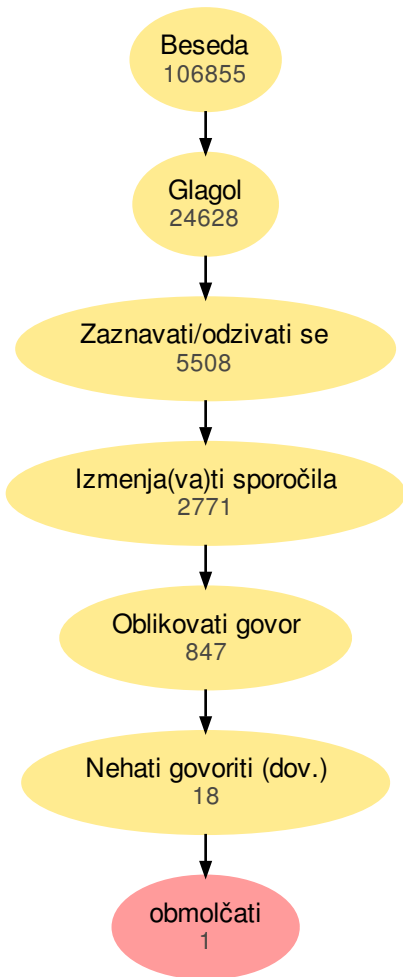 Beseda
106855
Glagol
24628
Zaznavati/odzivati se
5508
Izmenja(va)ti sporočila
2771
Oblikovati govor
847
Nehati govoriti (dov.)
18
obmolčati
1